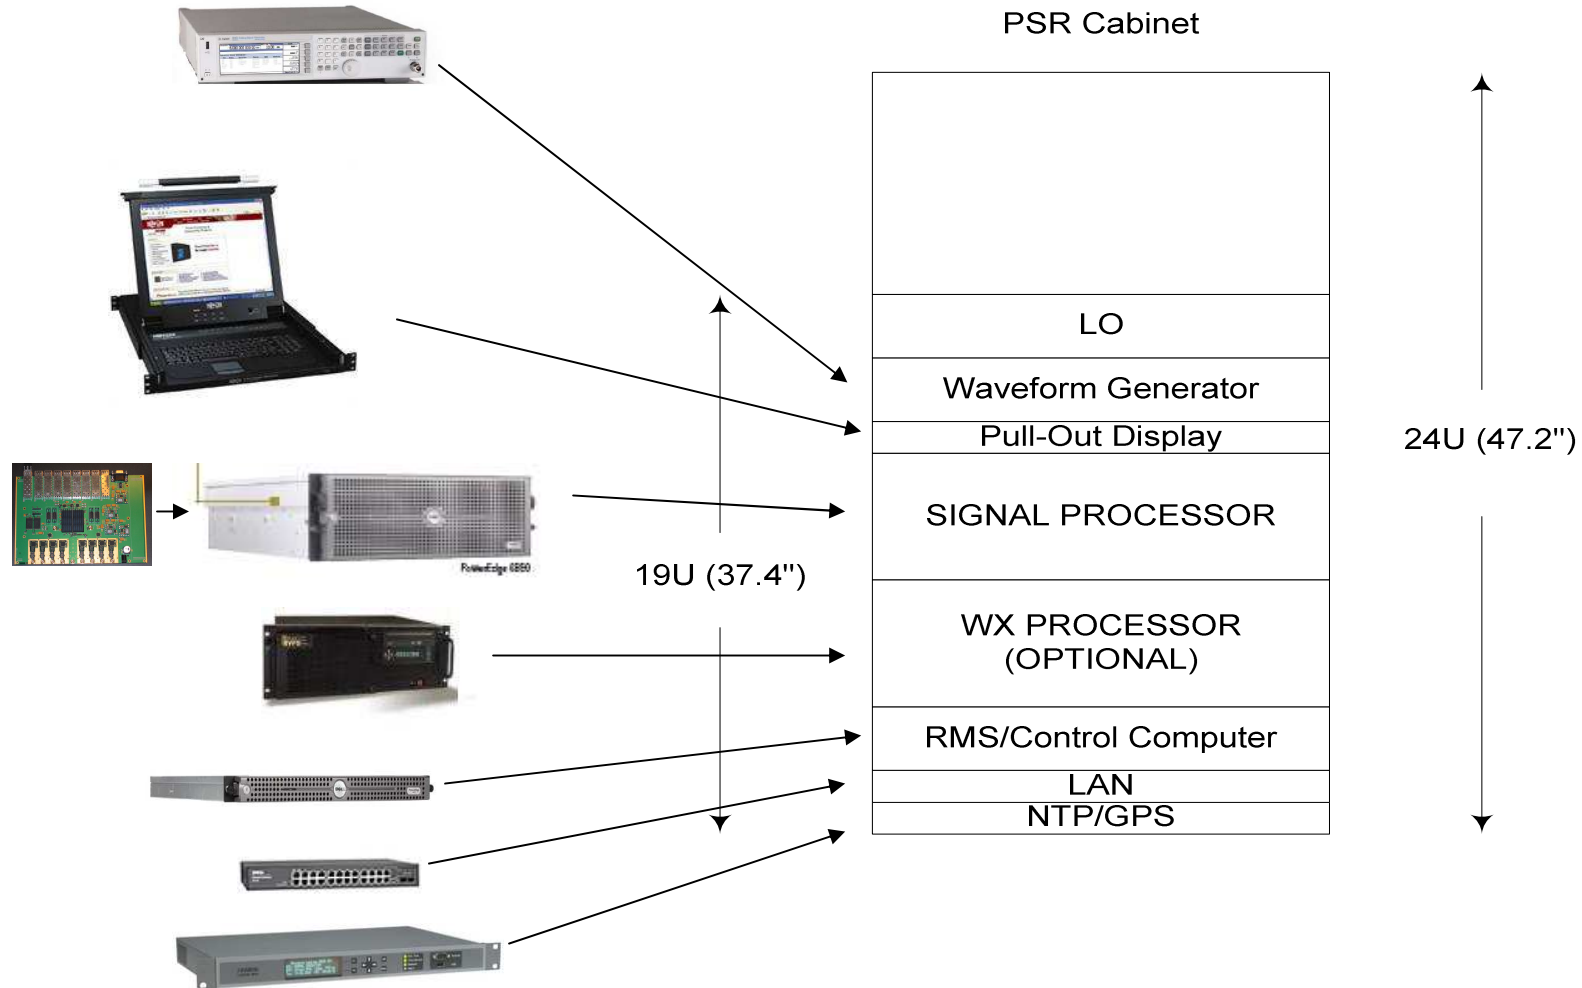 PSR Cabinet
LO
Waveform Generator
Pull-Out Display
SIGNAL PROCESSOR
WX PROCESSOR
(OPTIONAL)
RMS/Control Computer
LAN
NTP/GPS
19U (37.4")
24U (47.2")
DELL